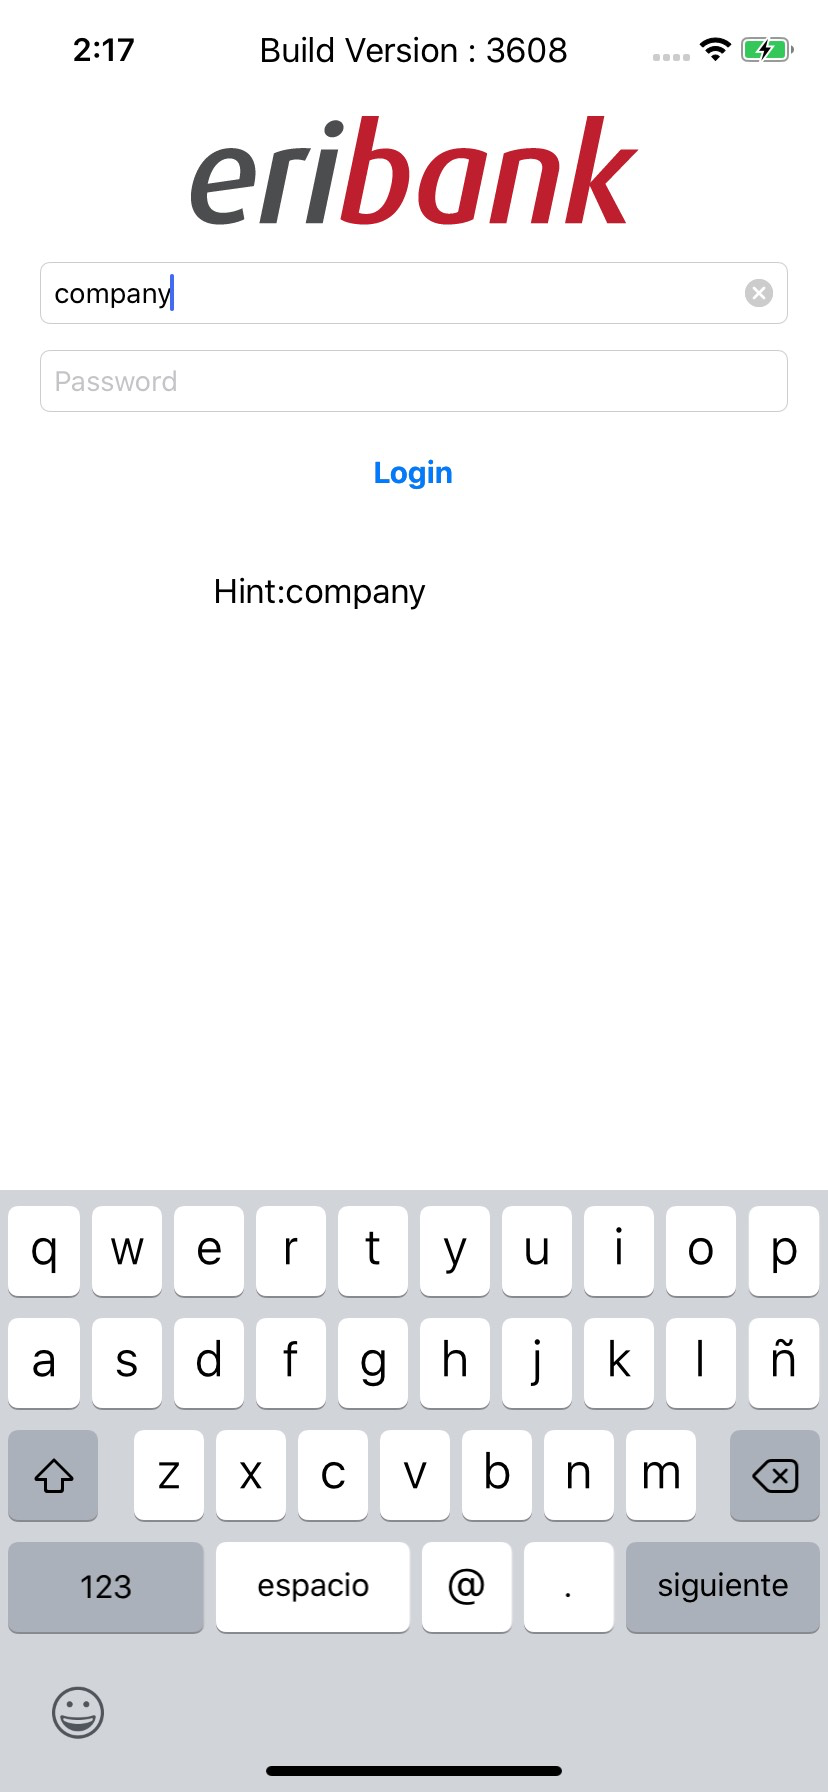 2:17 Build Version : 3608
eribank
company
Password
Login
Hint:company
q w e r t y u i o p
a s d f g h j k l ñ
z x c v b n m
123 espacio @ . siguiente